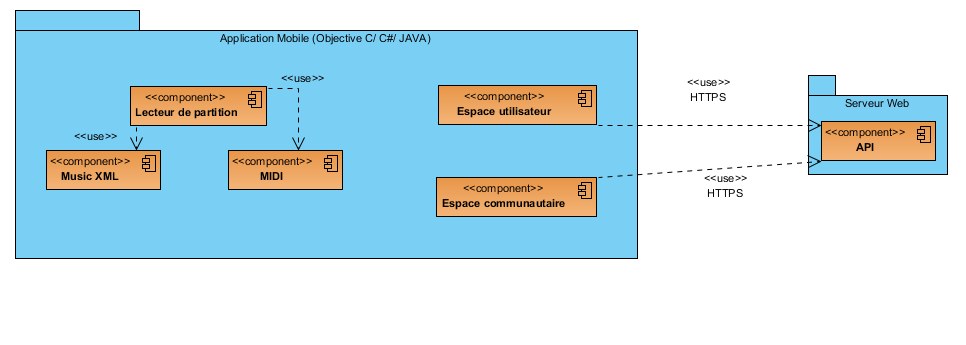 Application Mobile (Objective C/ C#/ JAVA)
<<use>>
<<component>>
Lecteur de partition
<<use>>
<<component>>
Music XML
<<component>>
MIDI
<<component>>
Espace utilisateur
<<component>>
Espace communautaire
<<use>>
HTTPS
<<use>>
HTTPS
Serveur Web
<<component>>
API